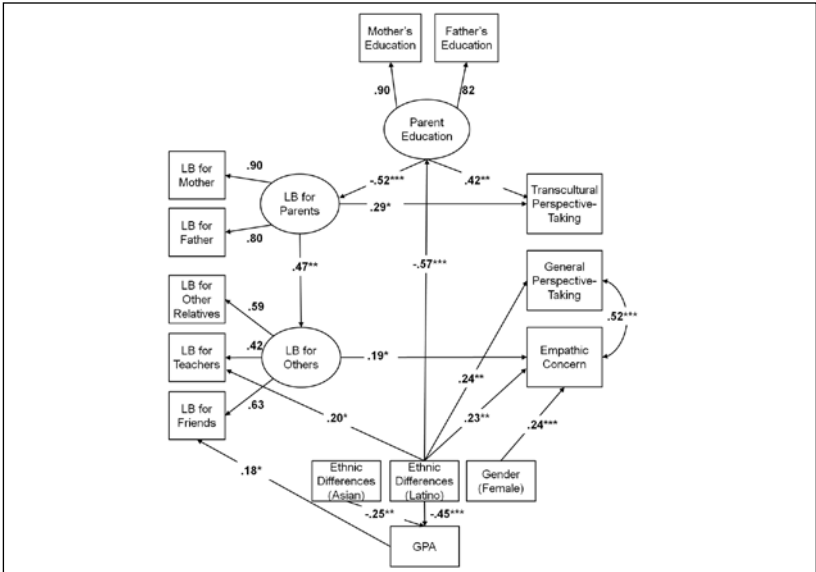 Mother's
Education
Father's
Education
.90
.82
Parent
Education
LB for
Mother
.90
-.52***
.42**
LB for
Parents
Transcultural
Perspective-
Taking
.29*
LB for
Father
.80
.47**
-.57***
General
Perspective-
Taking
LB for
Other
Relatives
.59
.52***
LB for
Teachers
.42
LB for
Others
.19*
Empathic
Concern
.24**
LB for
Friends
.63
.20*
.23**
.24***
.18*
Ethnic
Differences
(Asian)
Ethnic
Differences
(Latino)
Gender
(Female)
-.25**
-.45***
GPA